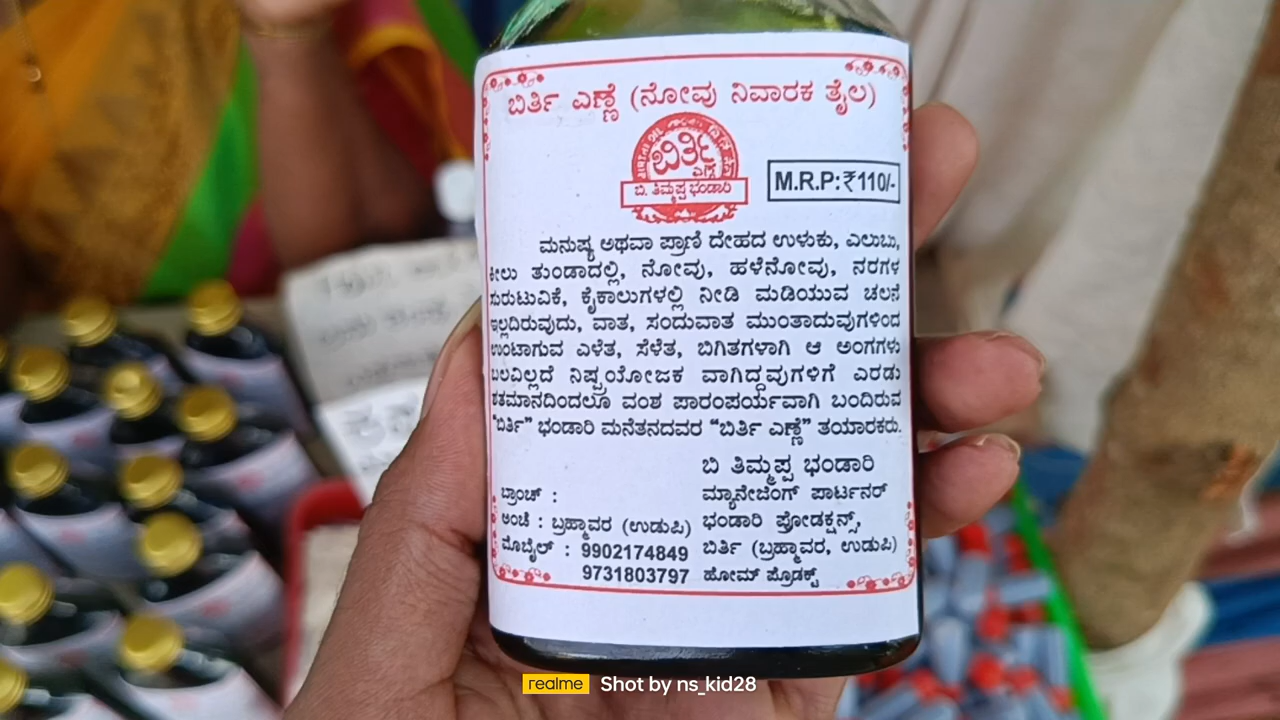 ಬಿರ್ತಿ ಎಣ್ಣೆ (ನೋವು ನಿವಾರಕ ತೈಲ)
ಬಿರ್ತಿ
ಎಣ್ಣೆ
ಬಿ. ತಿಮ್ಮಪ್ಪ ಭಂಡಾರಿ
M.R.P:₹110/-
ಮನುಷ್ಯ ಅಥವಾ ಪ್ರಾಣಿ ದೇಹದ ಉಳುಕು, ಎಲುಬು,
ಕೀಲು ತುಂಡಾದಲ್ಲಿ, ನೋವು, ಹಳೆನೋವು, ನರಗಳ
ಸುರುಟುವಿಕೆ, ಕೈಕಾಲುಗಳಲ್ಲಿ ನೀಡಿ ಮಡಿಯುವ ಚಲನೆ
ಇಲ್ಲದಿರುವುದು, ವಾತ, ಸಂದುವಾತ ಮುಂತಾದುವುಗಳಿಂದ
ಉಂಟಾಗುವ ಎಳೆತ, ಸೆಳೆತ, ಬಿಗಿತಗಳಾಗಿ ಆ ಅಂಗಗಳು
ಬಲವಿಲ್ಲದೆ ನಿಷ್ಪ್ರಯೋಜಕ ವಾಗಿದ್ದವುಗಳಿಗೆ ಎರಡು
ಶತಮಾನದಿಂದಲೂ ವಂಶ ಪಾರಂಪರ್ಯವಾಗಿ ಬಂದಿರುವ
"ಬಿರ್ತಿ" ಭಂಡಾರಿ ಮನೆತನದವರ "ಬಿರ್ತಿ ಎಣ್ಣೆ" ತಯಾರಕರು.
ಬಿ ತಿಮ್ಮಪ್ಪ ಭಂಡಾರಿ
ಬ್ರಾಂಚ್ : ಮ್ಯಾನೇಜಿಂಗ್ ಪಾರ್ಟನರ್
ಅಂಚೆ : ಬ್ರಹ್ಮಾವರ (ಉಡುಪಿ) ಭಂಡಾರಿ ಪ್ರೋಡಕ್ಷನ್ಸ್,
ಮೊಬೈಲ್ : 9902174849 ಬಿರ್ತಿ (ಬ್ರಹ್ಮಾವರ, ಉಡುಪಿ)
9731803797 ಹೋಮ್ ಪ್ರೊಡಕ್ಟ್
realme Shot by ns_kid28